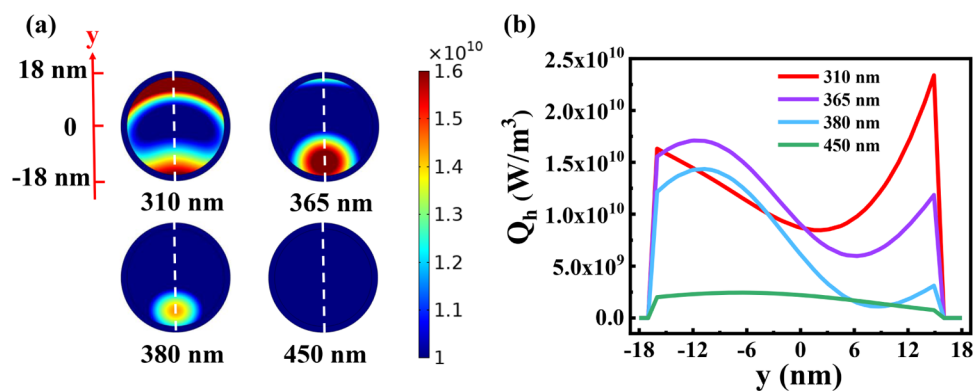 (a)
y
18 nm
0
-18 nm
310 nm
365 nm
380 nm
450 nm
×10¹⁰
1.6
1.5
1.4
1.3
1.2
1.1
1
(b)
Qₕ (W/m³)
2.5x10¹⁰
2.0x10¹⁰
1.5x10¹⁰
1.0x10¹⁰
5.0x10⁹
0.0
310 nm
365 nm
380 nm
450 nm
-18 -12 -6 0 6 12 18
y (nm)